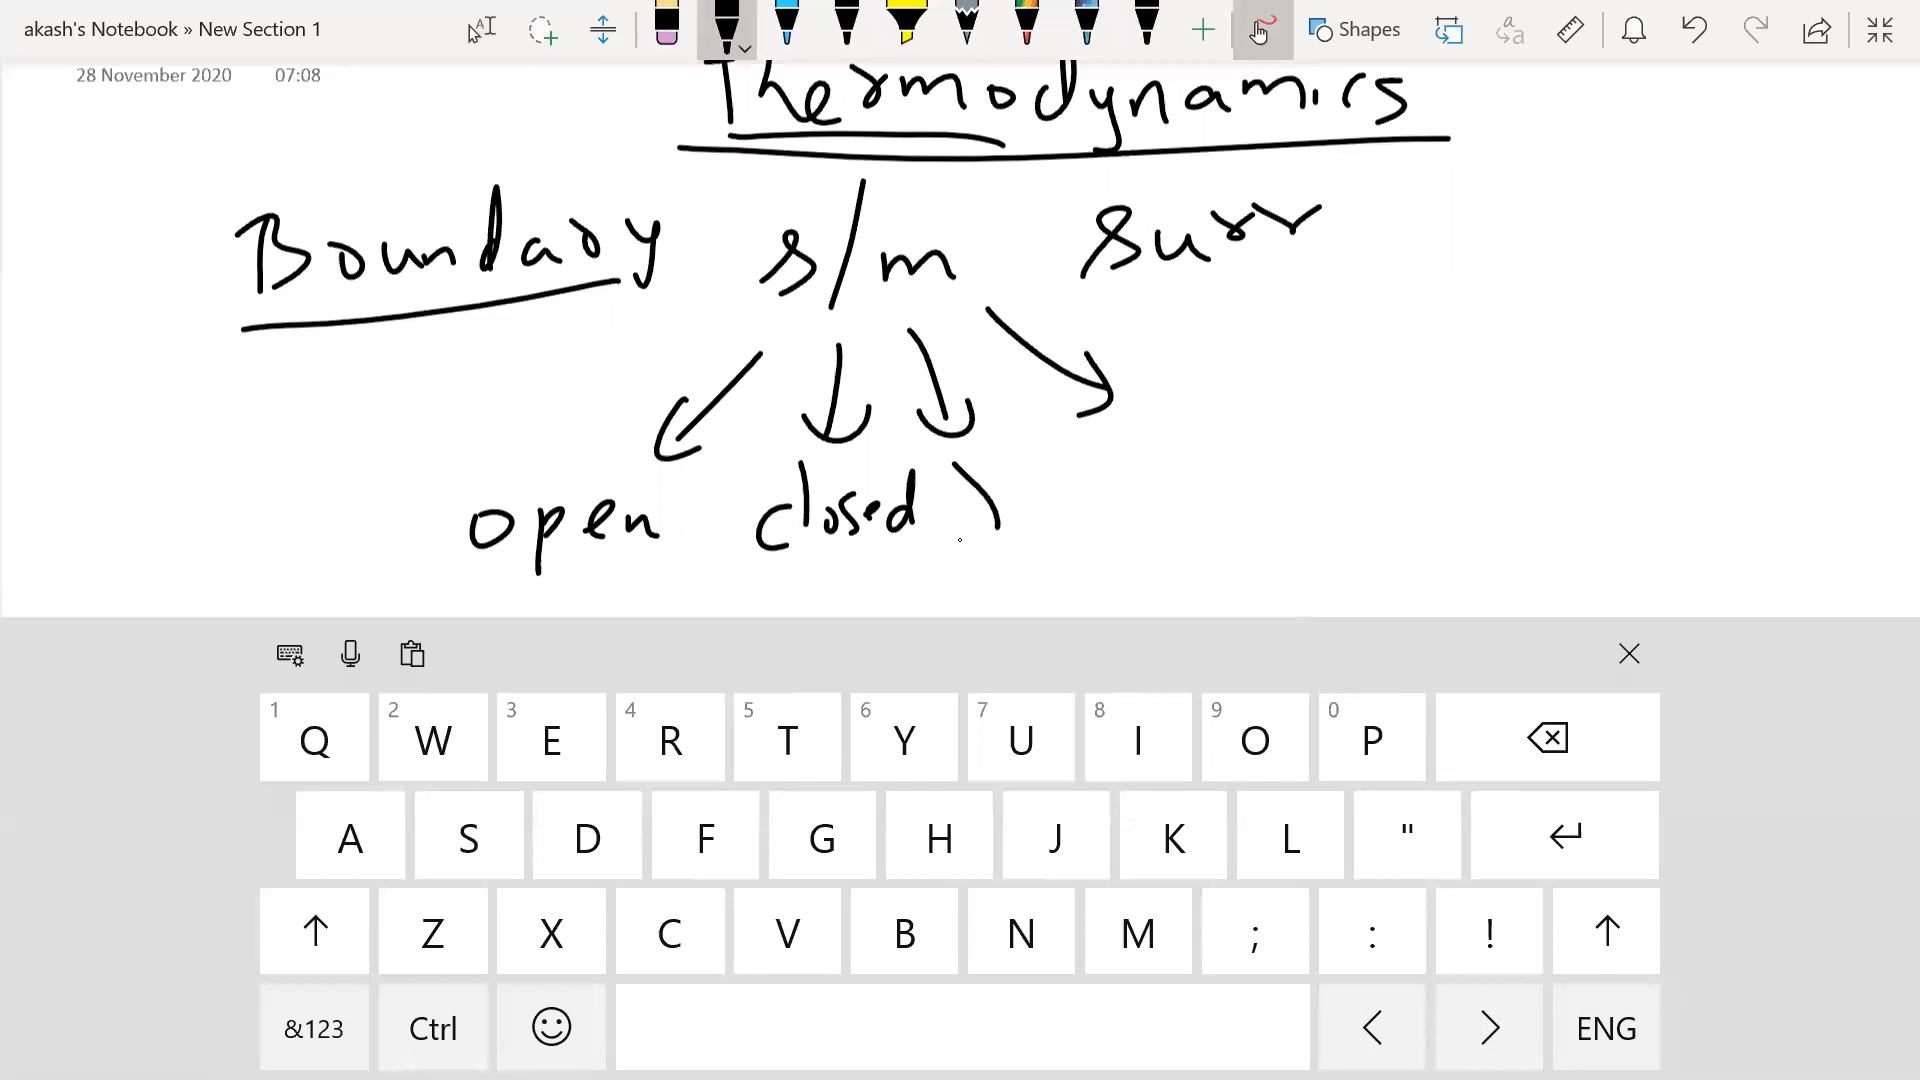 akash's Notebook » New Section 1
Shapes
28 November 2020 07:08
Thermodynamics
Boundary s/m surr
open closed
1 2 3 4 5 6 7 8 9 0
Q W E R T Y U I O P
A S D F G H J K L "
Z X C V B N M ; : !
&123 Ctrl ENG